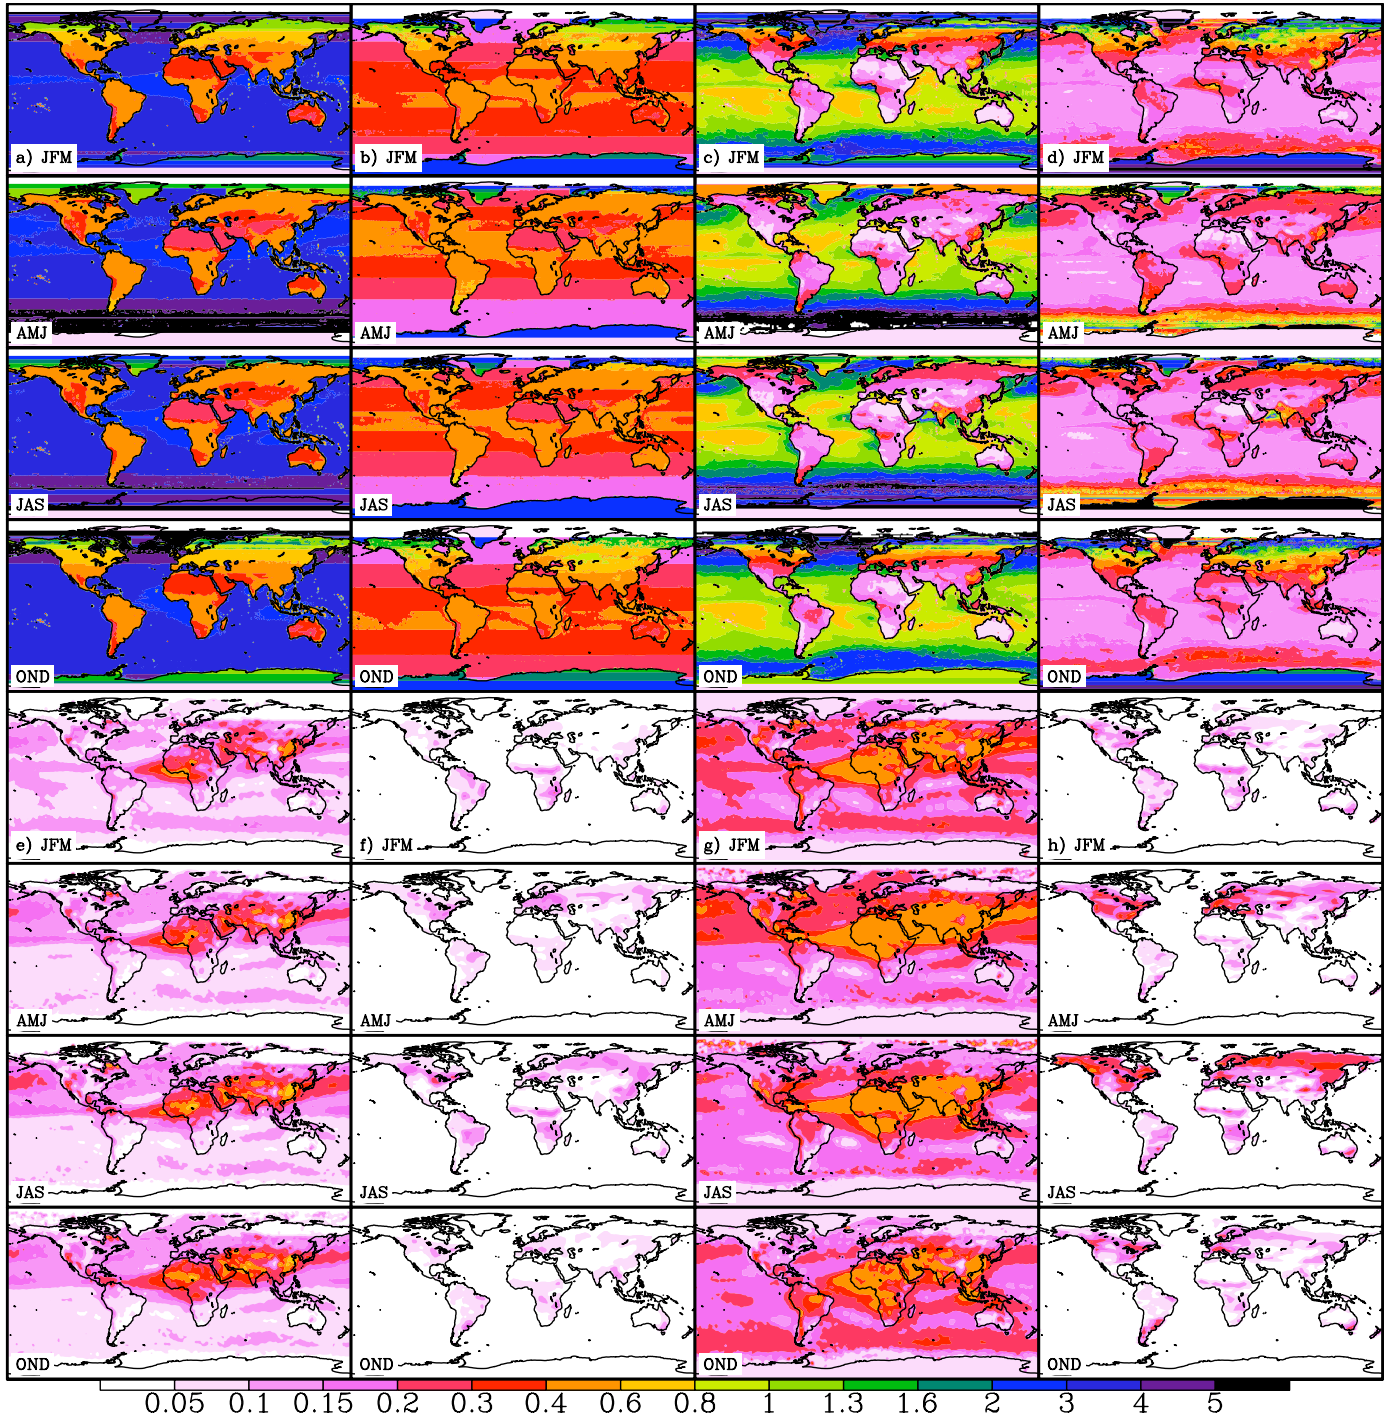 a) JFM b) JFM c) JFM d) JFM
AMJ AMJ AMJ AMJ
JAS JAS JAS JAS
OND OND OND OND
e) JFM f) JFM g) JFM h) JFM
AMJ AMJ AMJ AMJ
JAS JAS JAS JAS
OND OND OND OND
0.05 0.1 0.15 0.2 0.3 0.4 0.6 0.8 1 1.3 1.6 2 3 4 5